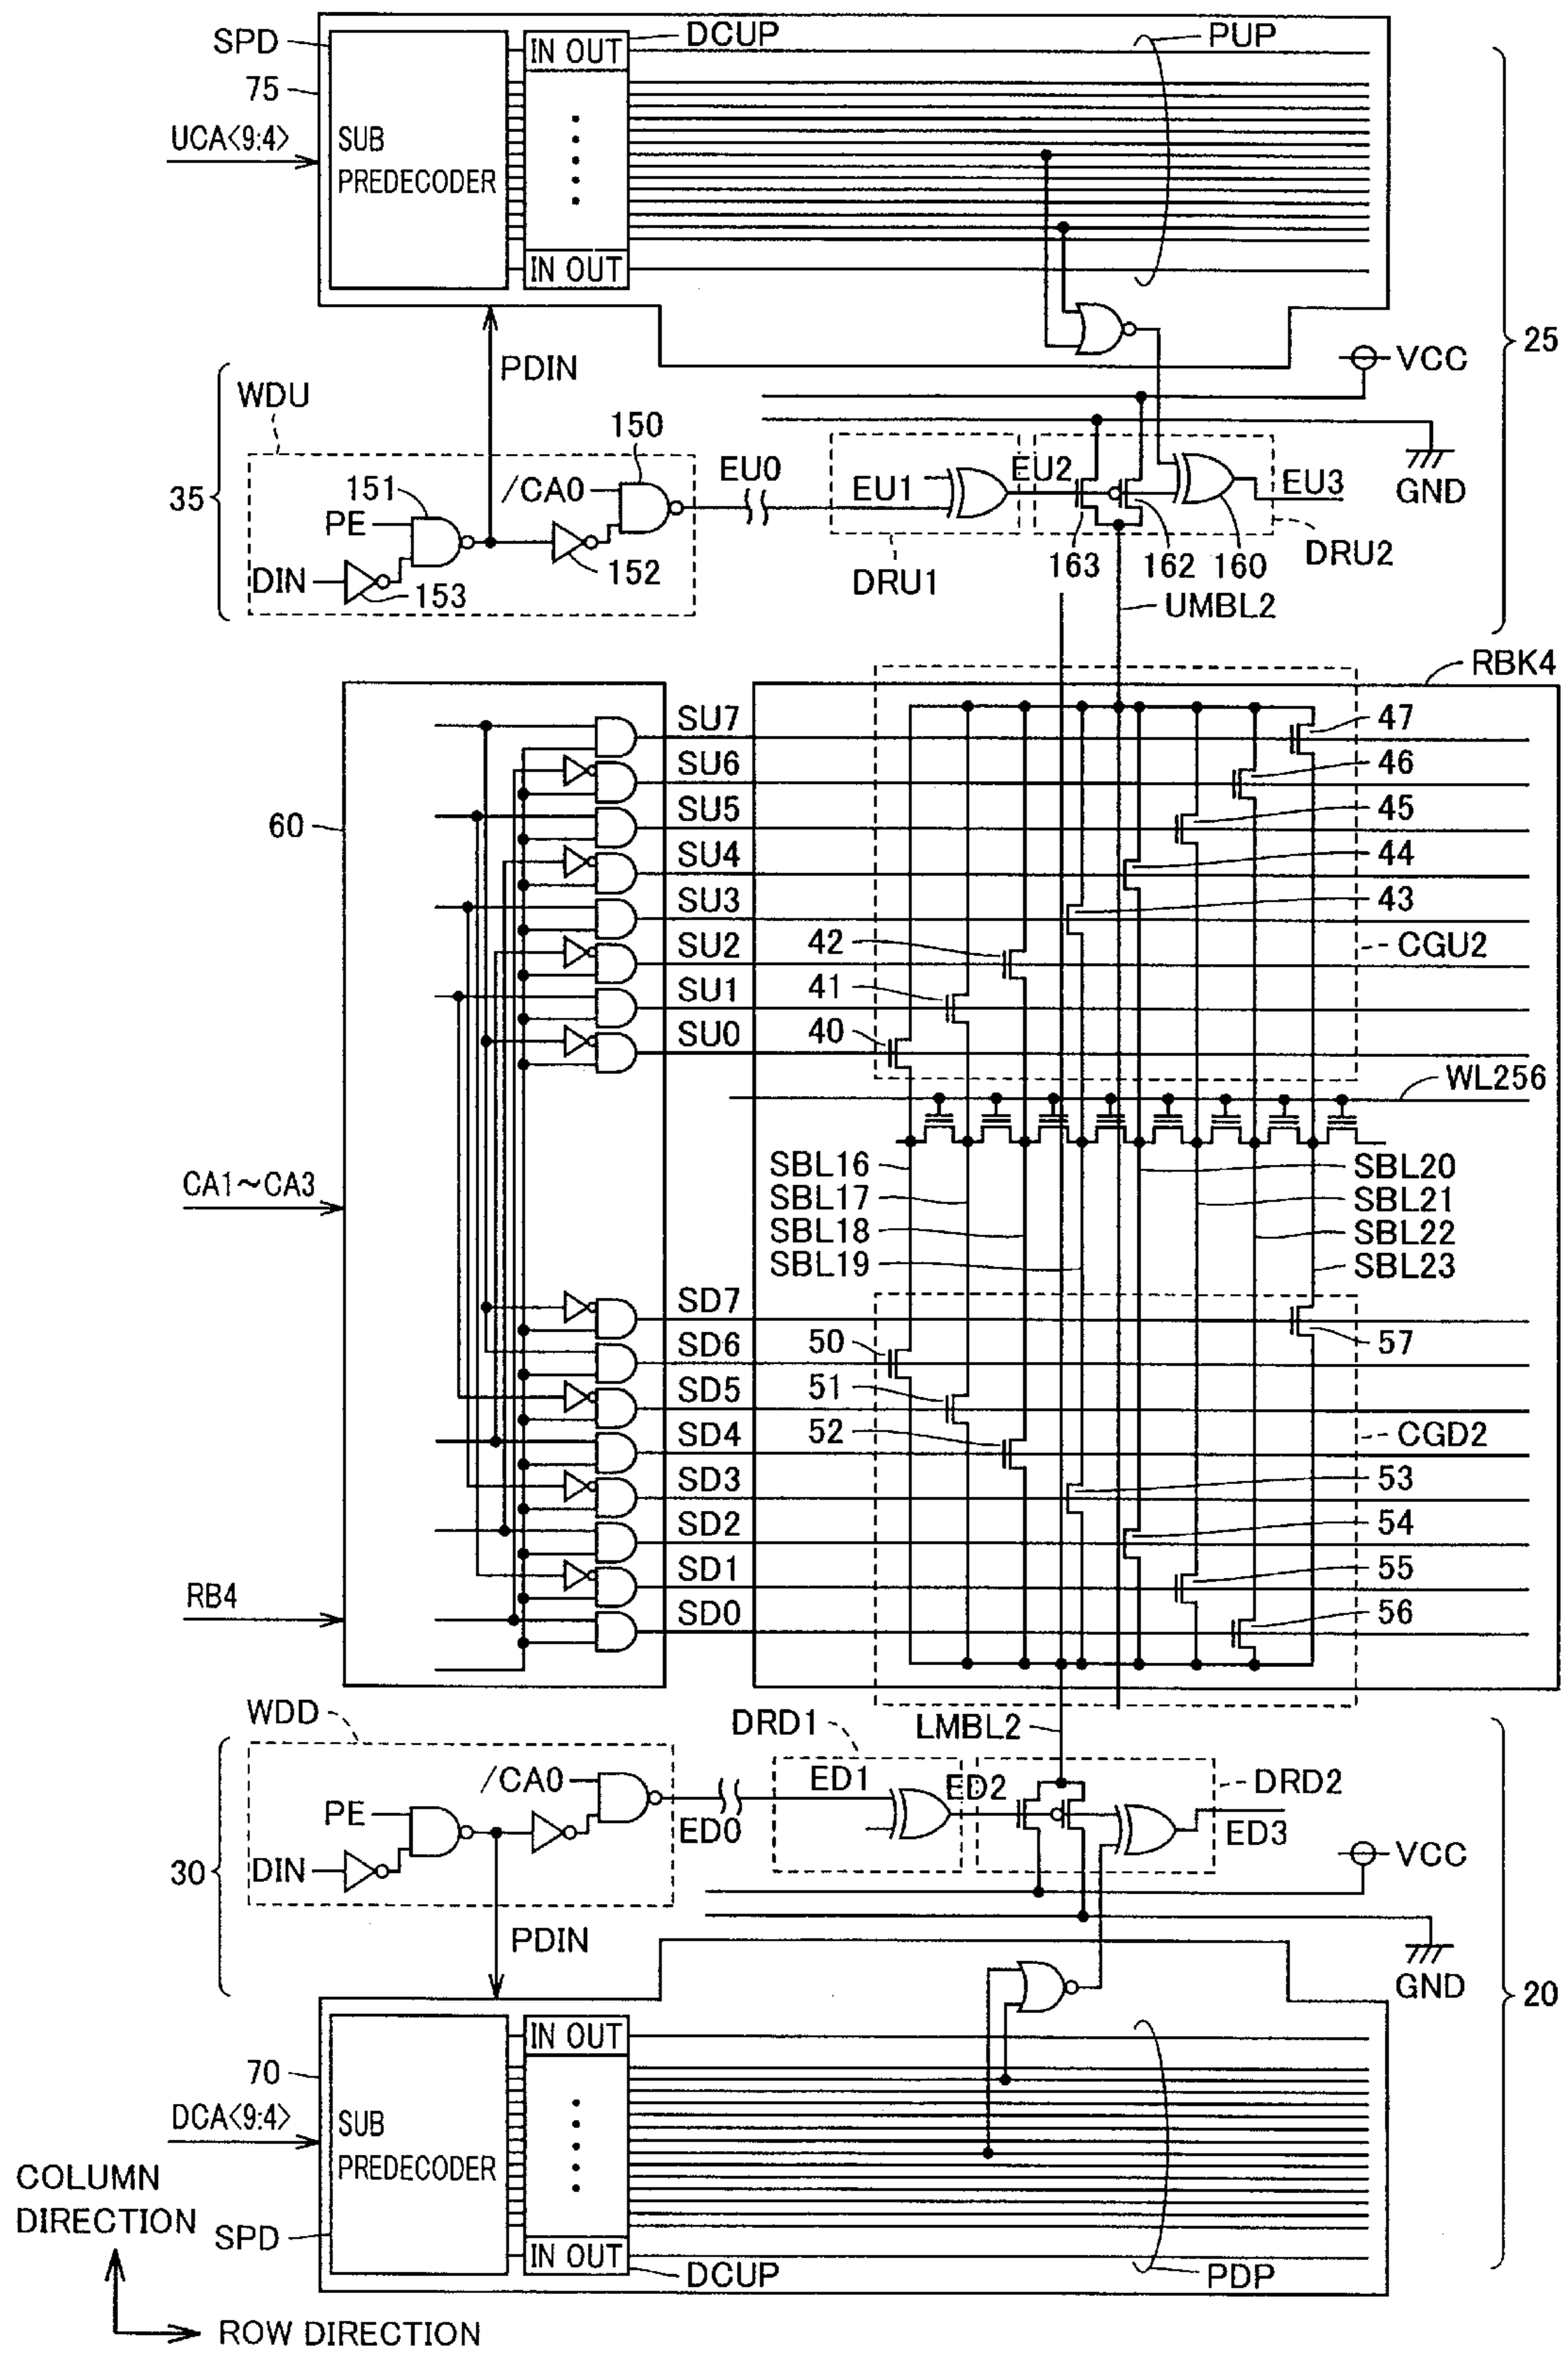 SPD
IN OUT
DCUP
PUP
75
UCA<9:4>
SUB
PREDECODER
IN OUT
25
PDIN
VCC
WDU
150
35
/CA0
EU0
EU2
151
EU1
EU3
GND
PE
DIN
153
152
163
162
160
DRU2
DRU1
UMBL2
RBK4
SU7
47
SU6
46
60
SU5
45
SU4
44
SU3
43
SU2
42
CGU2
SU1
41
SU0
40
WL256
SBL16
SBL20
CA1~CA3
SBL17
SBL21
SBL18
SBL22
SBL19
SBL23
SD7
57
SD6
50
SD5
51
SD4
52
CGD2
SD3
53
SD2
54
SD1
55
RB4
SD0
56
WDD
DRD1
LMBL2
/CA0
ED1
ED2
DRD2
PE
ED0
ED3
30
DIN
VCC
PDIN
GND
20
IN OUT
70
DCA<9:4>
SUB
PREDECODER
COLUMN
DIRECTION
SPD
IN OUT
DCUP
PDP
ROW DIRECTION